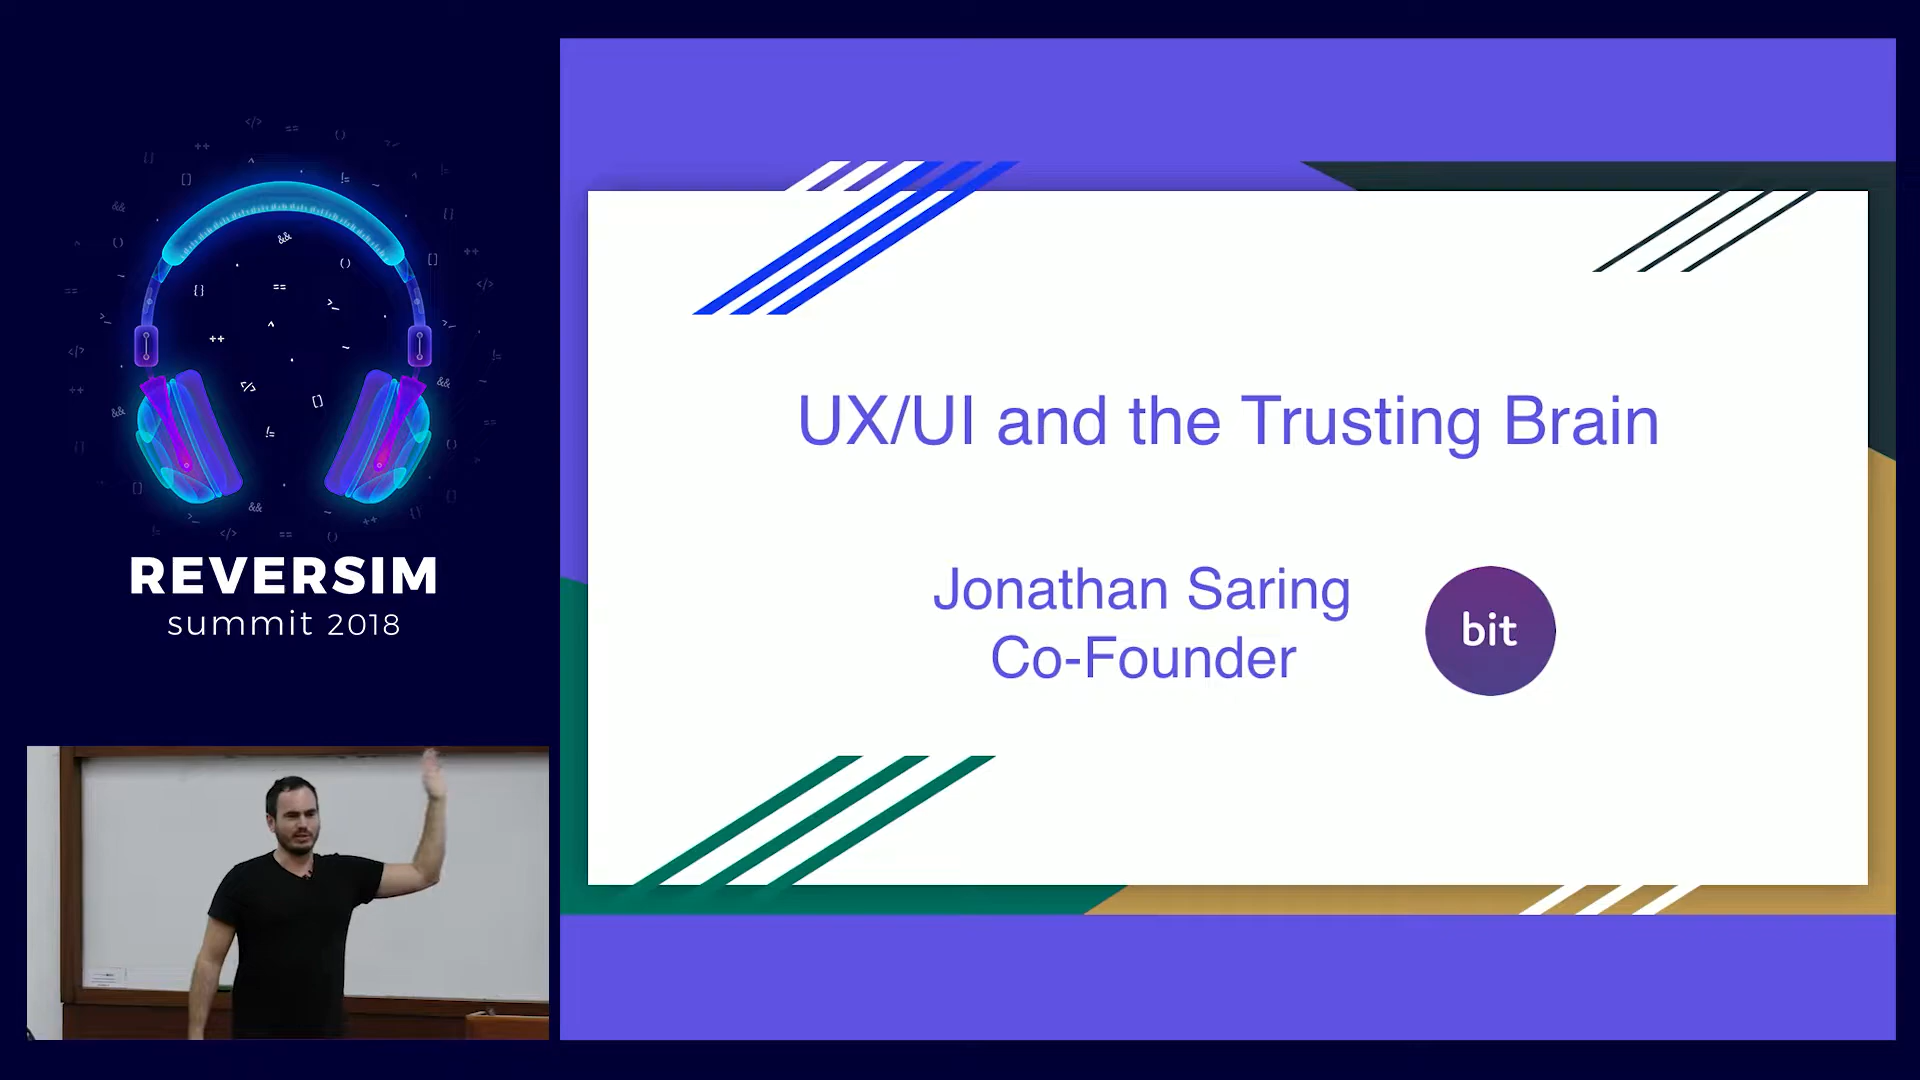 REVERSIM
summit 2018
UX/UI and the Trusting Brain
Jonathan Saring
Co-Founder
bit